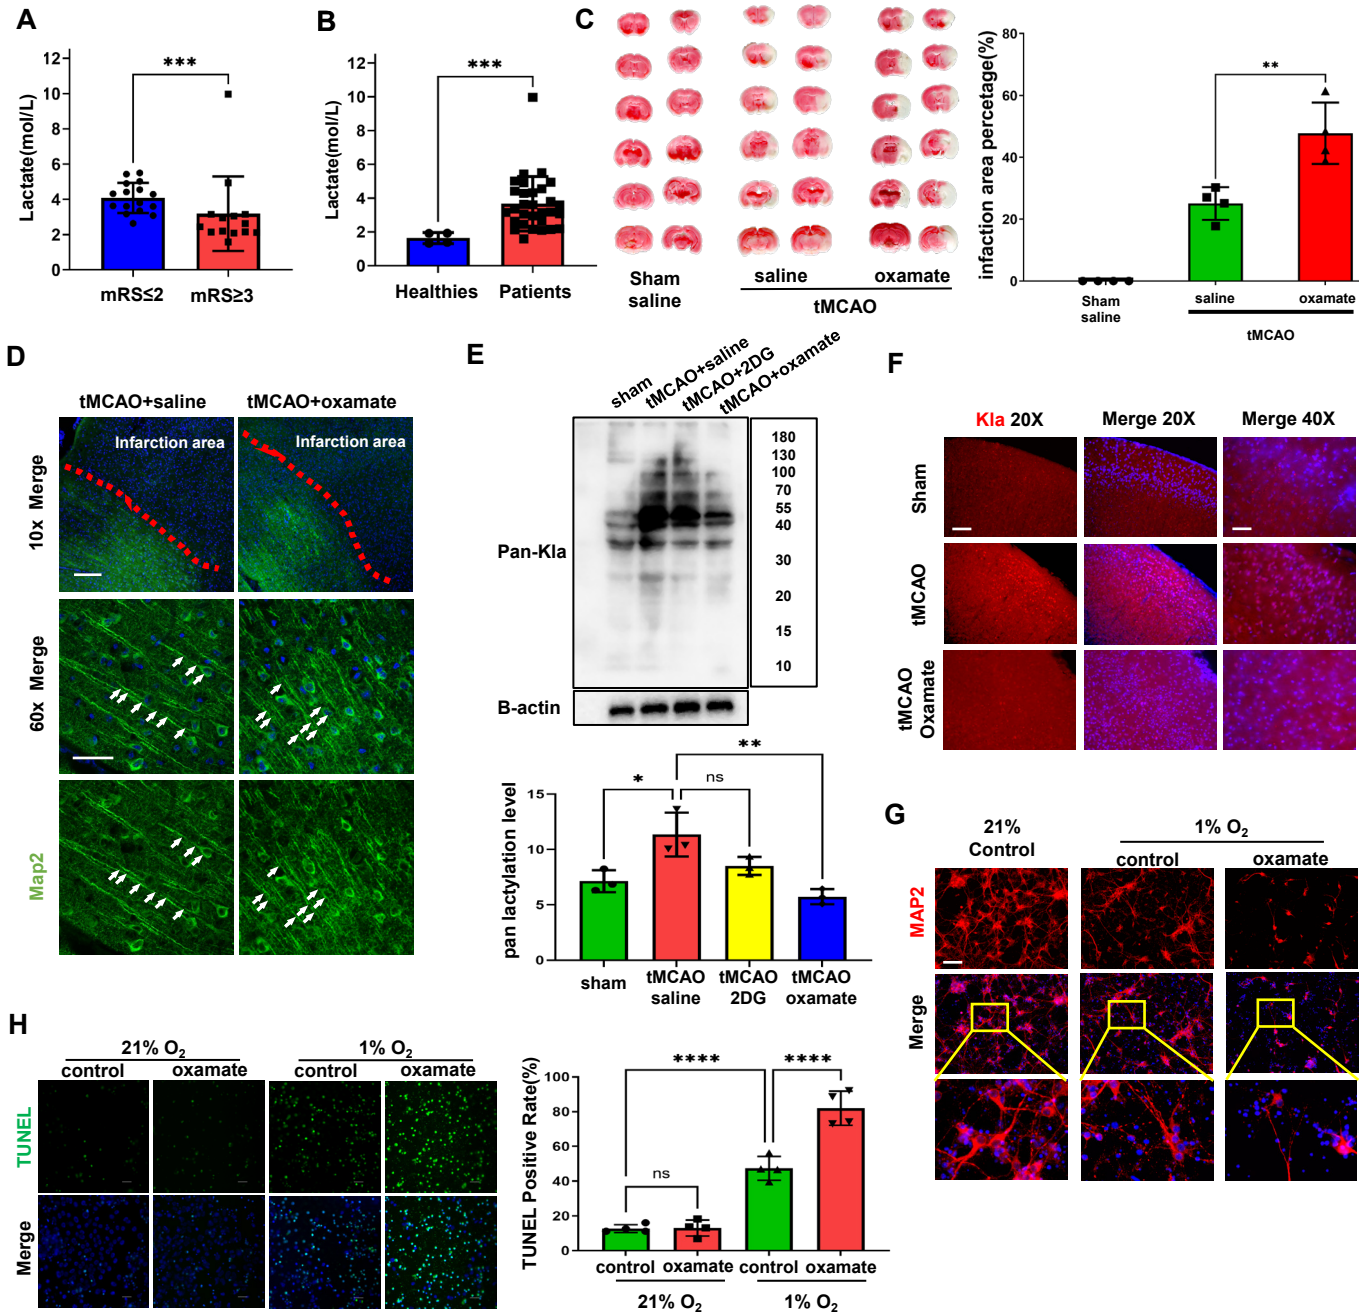 A
Lactate(mol/L)
12
10
8
6
4
2
0
***
mRS≤2
mRS≥3
B
Lactate(mol/L)
12
10
8
6
4
2
0
***
Healthies
Patients
C
Sham
saline
saline
oxamate
tMCAO
infaction area percetage(%)
80
60
40
20
0
**
Sham
saline
saline
oxamate
tMCAO
D
tMCAO+saline
tMCAO+oxamate
10x Merge
Infarction area
Infarction area
60x Merge
Map2
E
sham
tMCAO+saline
tMCAO+2DG
tMCAO+oxamate
Pan-Kla
180
130
100
70
55
40
30
20
15
10
B-actin
pan lactylation level
15
10
5
0
*
ns
**
sham
tMCAO
saline
tMCAO
2DG
tMCAO
oxamate
F
Kla 20X
Merge 20X
Merge 40X
Sham
tMCAO
tMCAO
Oxamate
G
21%
Control
1% O₂
control
oxamate
MAP2
Merge
H
21% O₂
1% O₂
control
oxamate
control
oxamate
TUNEL
Merge
TUNEL Positive Rate(%)
100
80
60
40
20
0
ns
****
****
control
oxamate
control
oxamate
21% O₂
1% O₂